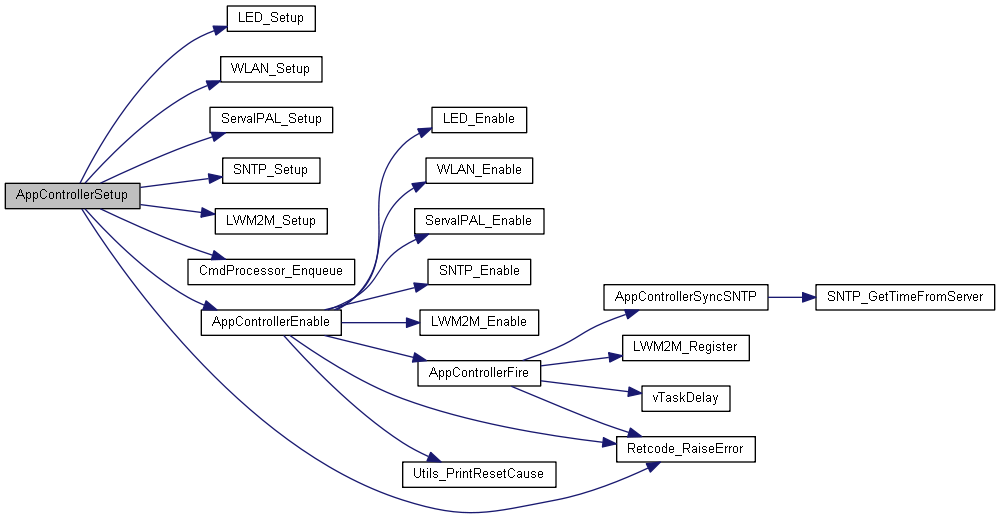 LED_Setup
WLAN_Setup
ServalPAL_Setup
SNTP_Setup
AppControllerSetup
LWM2M_Setup
CmdProcessor_Enqueue
AppControllerEnable
LED_Enable
WLAN_Enable
ServalPAL_Enable
SNTP_Enable
LWM2M_Enable
AppControllerFire
Utils_PrintResetCause
AppControllerSyncSNTP
LWM2M_Register
vTaskDelay
Retcode_RaiseError
SNTP_GetTimeFromServer